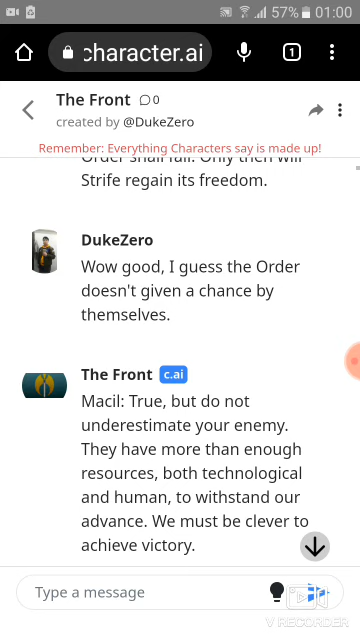 57% 01:00
character.ai
1
The Front 0
created by @DukeZero
Remember: Everything Characters say is made up!
Order shall fall. Only then will
Strife regain its freedom.
DukeZero
Wow good, I guess the Order
doesn't given a chance by
themselves.
The Front c.ai
Macil: True, but do not
underestimate your enemy.
They have more than enough
resources, both technological
and human, to withstand our
advance. We must be clever to
achieve victory.
Type a message
V RECORDER